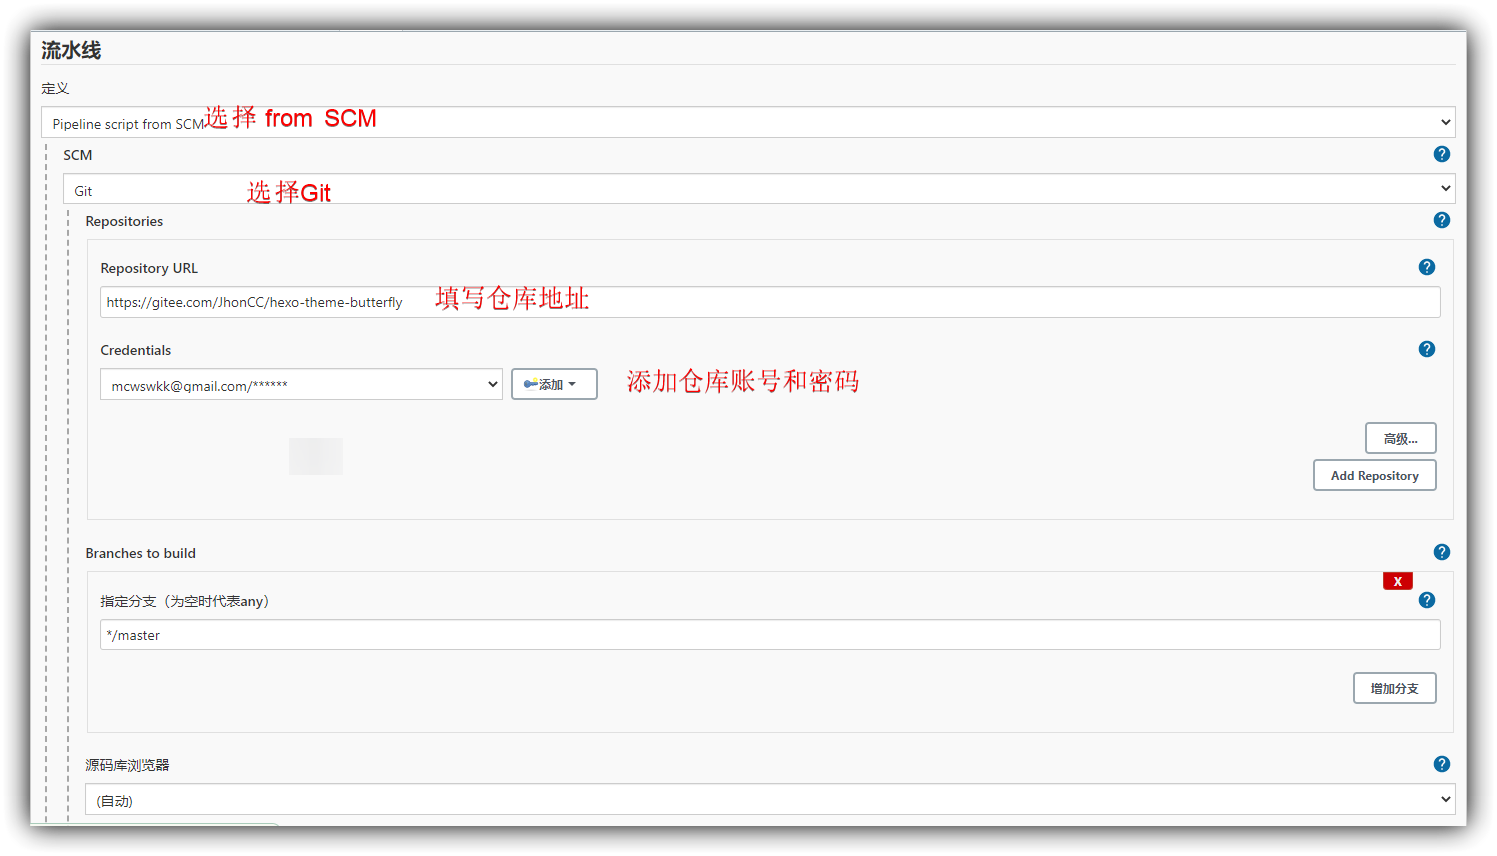 流水线
定义
Pipeline script from SCM 选择 from SCM
SCM
Git 选择Git
Repositories
Repository URL
https://gitee.com/JhonCC/hexo-theme-butterfly 填写仓库地址
Credentials
mcwswkk@gmail.com/****** 添加 添加仓库账号和密码
高级...
Add Repository
Branches to build
X
指定分支（为空时代表any）
*/master
增加分支
源码库浏览器
(自动)